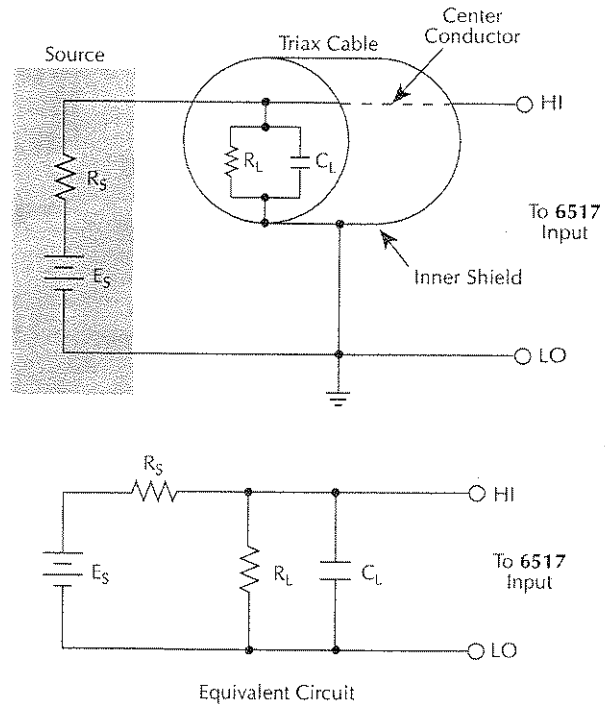 Source
Triax Cable
Center
Conductor
HI
R_S
R_L
C_L
E_S
To 6517
Input
Inner Shield
LO
R_S
HI
E_S
R_L
C_L
To 6517
Input
LO
Equivalent Circuit